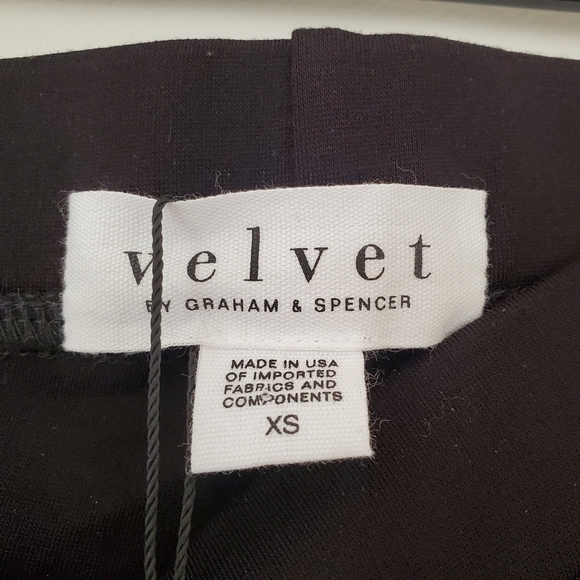 velvet
BY GRAHAM & SPENCER
MADE IN USA
OF IMPORTED
FABRICS AND
COMPONENTS
XS